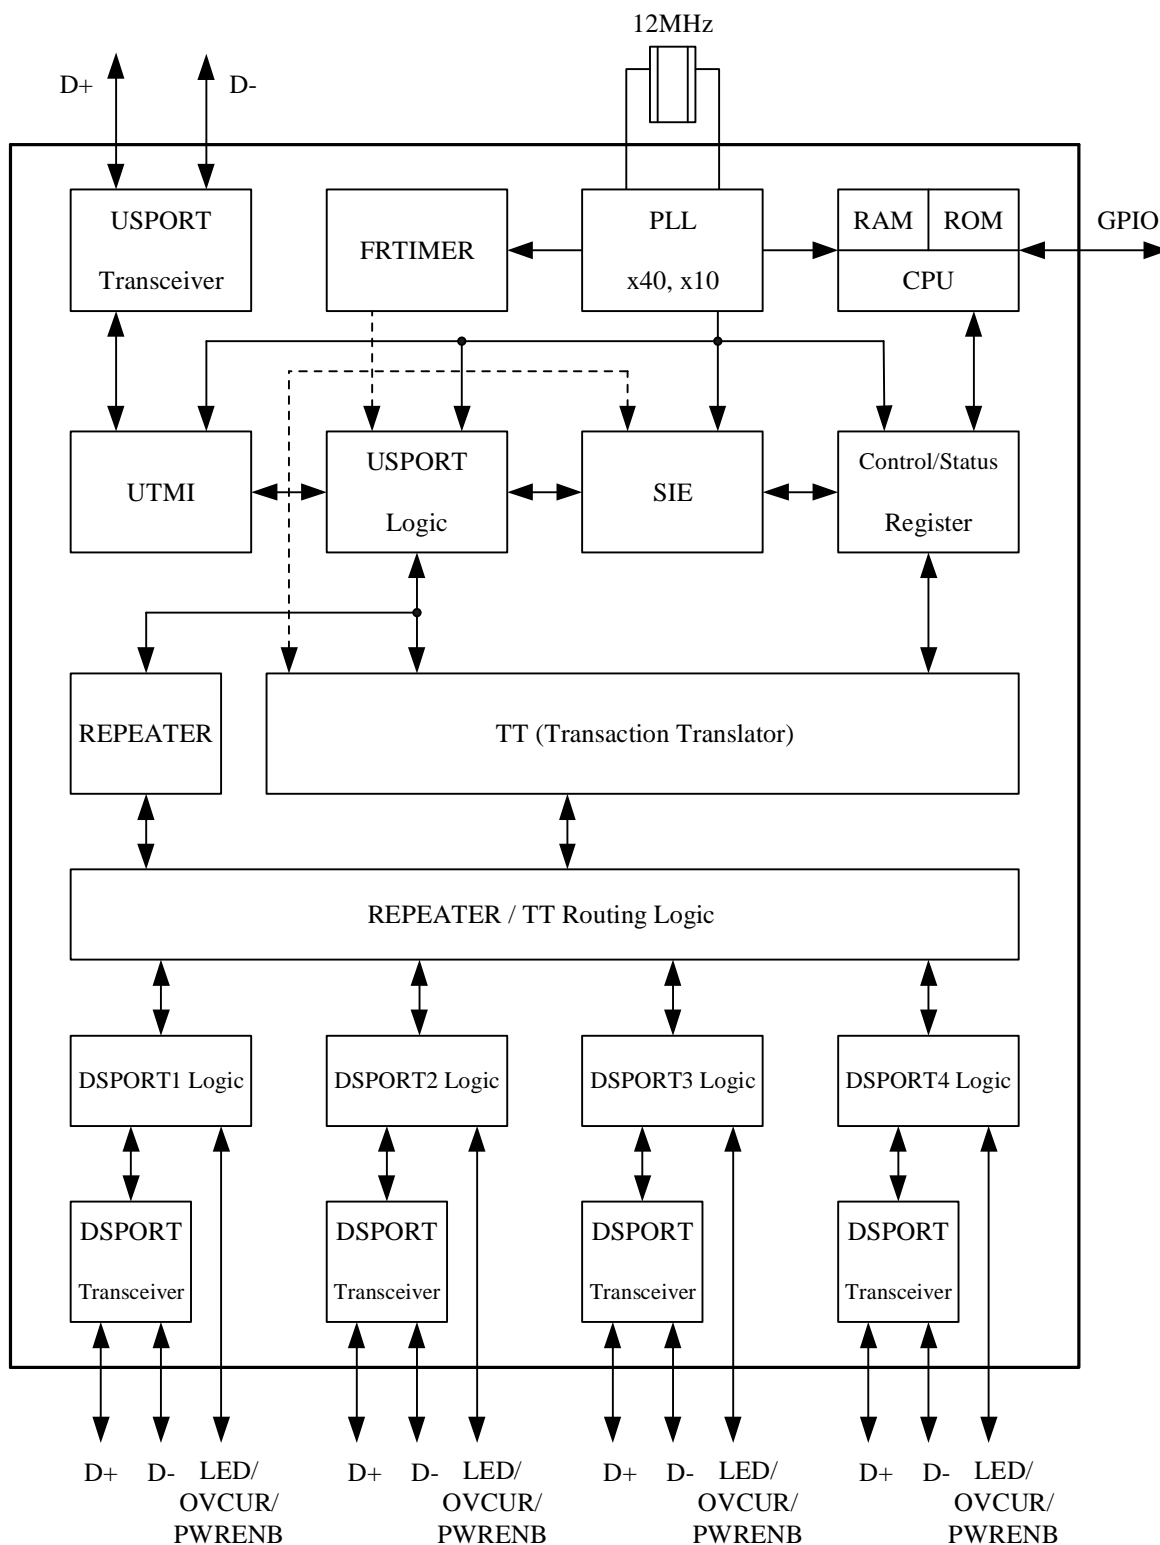 12MHz
D+
D-
USPORT
Transceiver
FRTIMER
PLL
x40, x10
RAM
ROM
CPU
GPIO
UTMI
USPORT
Logic
SIE
Control/Status
Register
REPEATER
TT (Transaction Translator)
REPEATER / TT Routing Logic
DSPORT1 Logic
DSPORT2 Logic
DSPORT3 Logic
DSPORT4 Logic
DSPORT
Transceiver
DSPORT
Transceiver
DSPORT
Transceiver
DSPORT
Transceiver
D+
D-
LED/
OVCUR/
PWRENB
D+
D-
LED/
OVCUR/
PWRENB
D+
D-
LED/
OVCUR/
PWRENB
D+
D-
LED/
OVCUR/
PWRENB